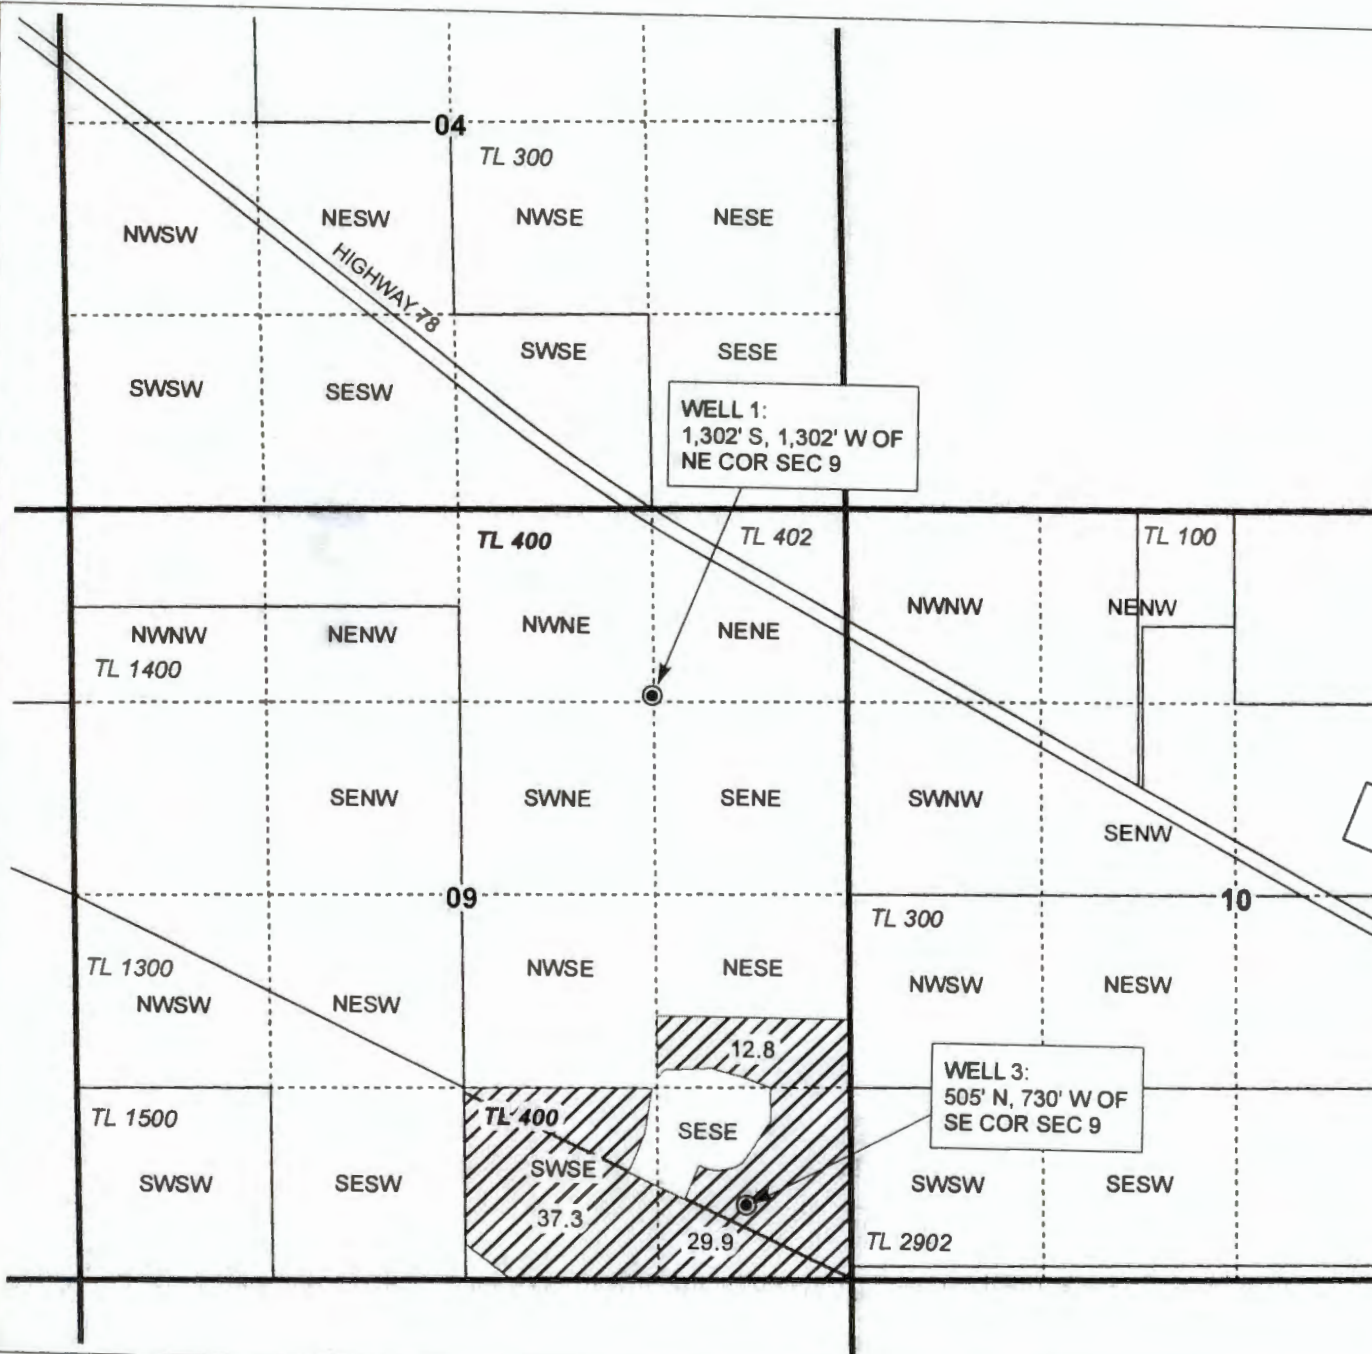 04
TL 300
NWSW
NESW
NWSE
NESE
HIGHWAY 78
SWSW
SESW
SWSE
SESE
WELL 1:
1,302' S, 1,302' W OF
NE COR SEC 9
TL 400
TL 402
TL 100
NWNW
NENW
NWNE
NENE
NWNW
NENW
TL 1400
SENW
SWNE
SENE
SWNW
SENW
09
10
TL 300
TL 1300
NWSW
NESW
NWSE
NESE
NWSW
NESW
12.8
WELL 3:
505' N, 730' W OF
SE COR SEC 9
TL 1500
TL 400
SESE
SWSW
SESW
SWSE
SWSW
SESW
37.3
29.9
TL 2902